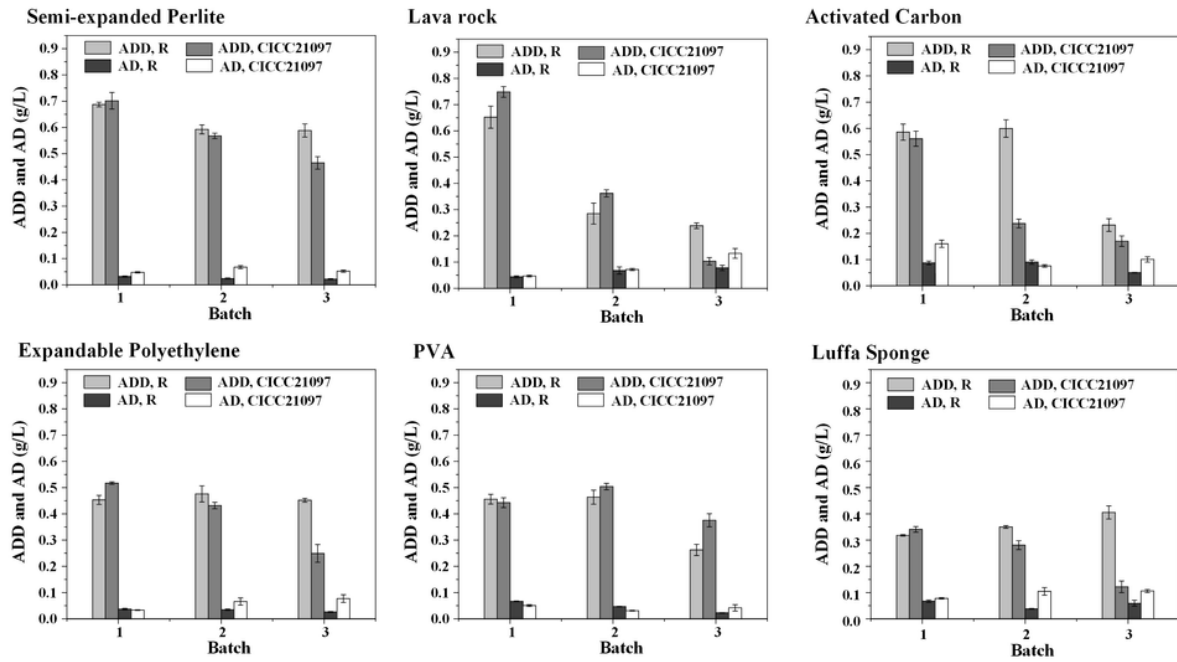 Semi-expanded Perlite
ADD and AD (g/L)
0.9
0.8
0.7
0.6
0.5
0.4
0.3
0.2
0.1
0.0
ADD, R
ADD, CICC21097
AD, R
AD, CICC21097
1
2
3
Batch
Lava rock
ADD and AD (g/L)
0.9
0.8
0.7
0.6
0.5
0.4
0.3
0.2
0.1
0.0
ADD, R
ADD, CICC21097
AD, R
AD, CICC21097
1
2
3
Batch
Activated Carbon
ADD and AD (g/L)
0.9
0.8
0.7
0.6
0.5
0.4
0.3
0.2
0.1
0.0
ADD, R
ADD, CICC21097
AD, R
AD, CICC21097
1
2
3
Batch
Expandable Polyethylene
ADD and AD (g/L)
0.9
0.8
0.7
0.6
0.5
0.4
0.3
0.2
0.1
0.0
ADD, R
ADD, CICC21097
AD, R
AD, CICC21097
1
2
3
Batch
PVA
ADD and AD (g/L)
0.9
0.8
0.7
0.6
0.5
0.4
0.3
0.2
0.1
0.0
ADD, R
ADD, CICC21097
AD, R
AD, CICC21097
1
2
3
Batch
Luffa Sponge
ADD and AD (g/L)
0.9
0.8
0.7
0.6
0.5
0.4
0.3
0.2
0.1
0.0
ADD, R
ADD, CICC21097
AD, R
AD, CICC21097
1
2
3
Batch